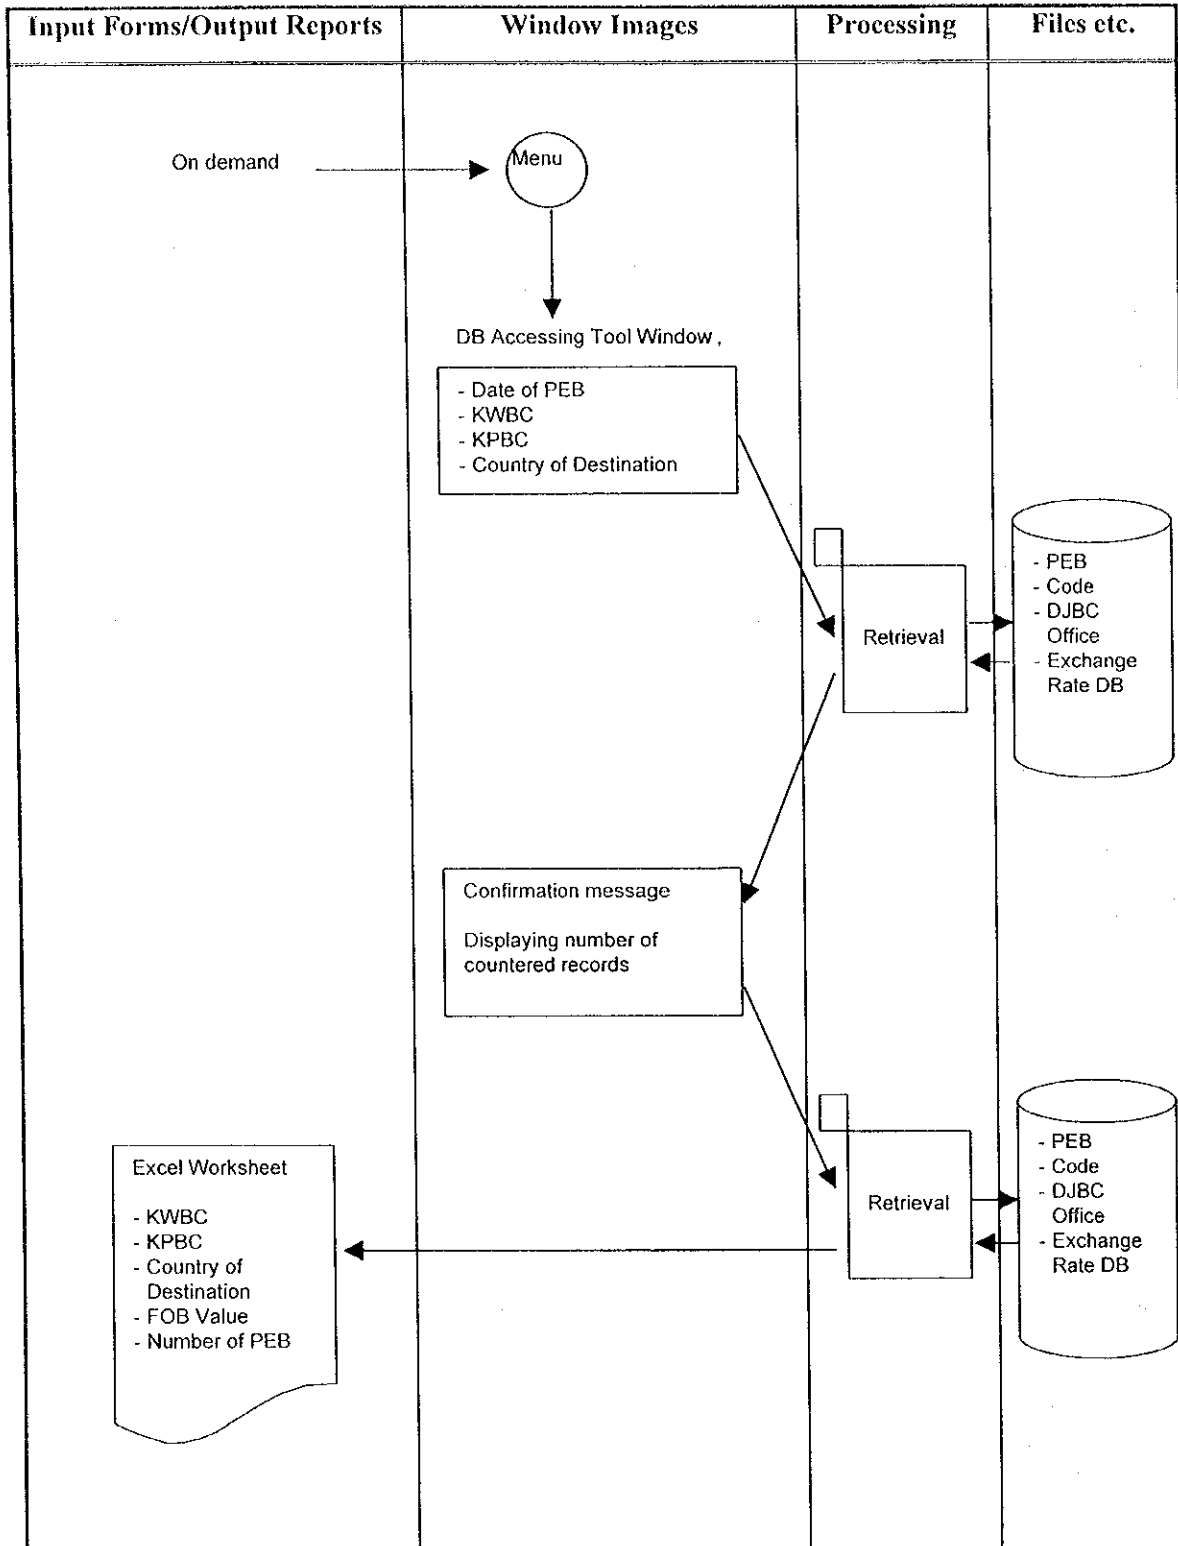 Input Forms/Output Reports
Window Images
Processing
Files etc.
On demand
Menu
DB Accessing Tool Window ,
- Date of PEB
- KWBC
- KPBC
- Country of Destination
Retrieval
- PEB
- Code
- DJBC
Office
- Exchange
Rate DB
Confirmation message
Displaying number of
countered records
Retrieval
- PEB
- Code
- DJBC
Office
- Exchange
Rate DB
Excel Worksheet
- KWBC
- KPBC
- Country of
Destination
- FOB Value
- Number of PEB